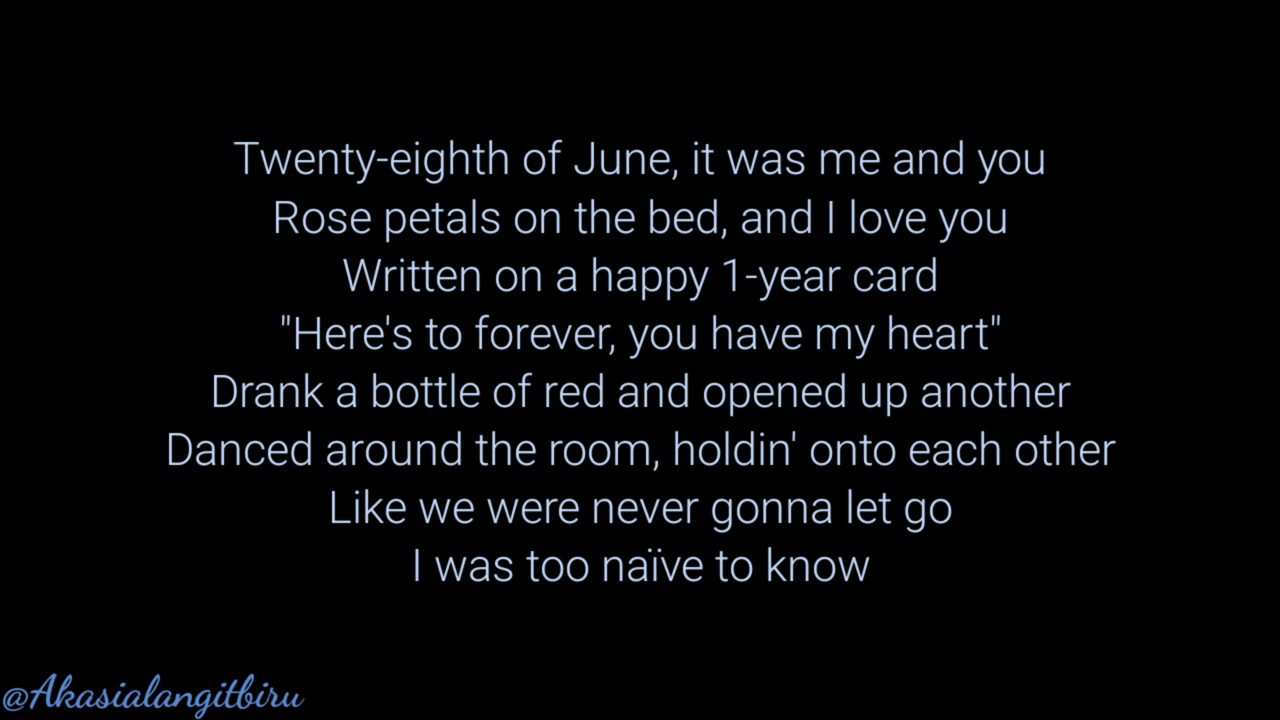 Twenty-eighth of June, it was me and you
Rose petals on the bed, and I love you
Written on a happy 1-year card
"Here's to forever, you have my heart"
Drank a bottle of red and opened up another
Danced around the room, holdin' onto each other
Like we were never gonna let go
I was too naïve to know
@Akasialangitbiru